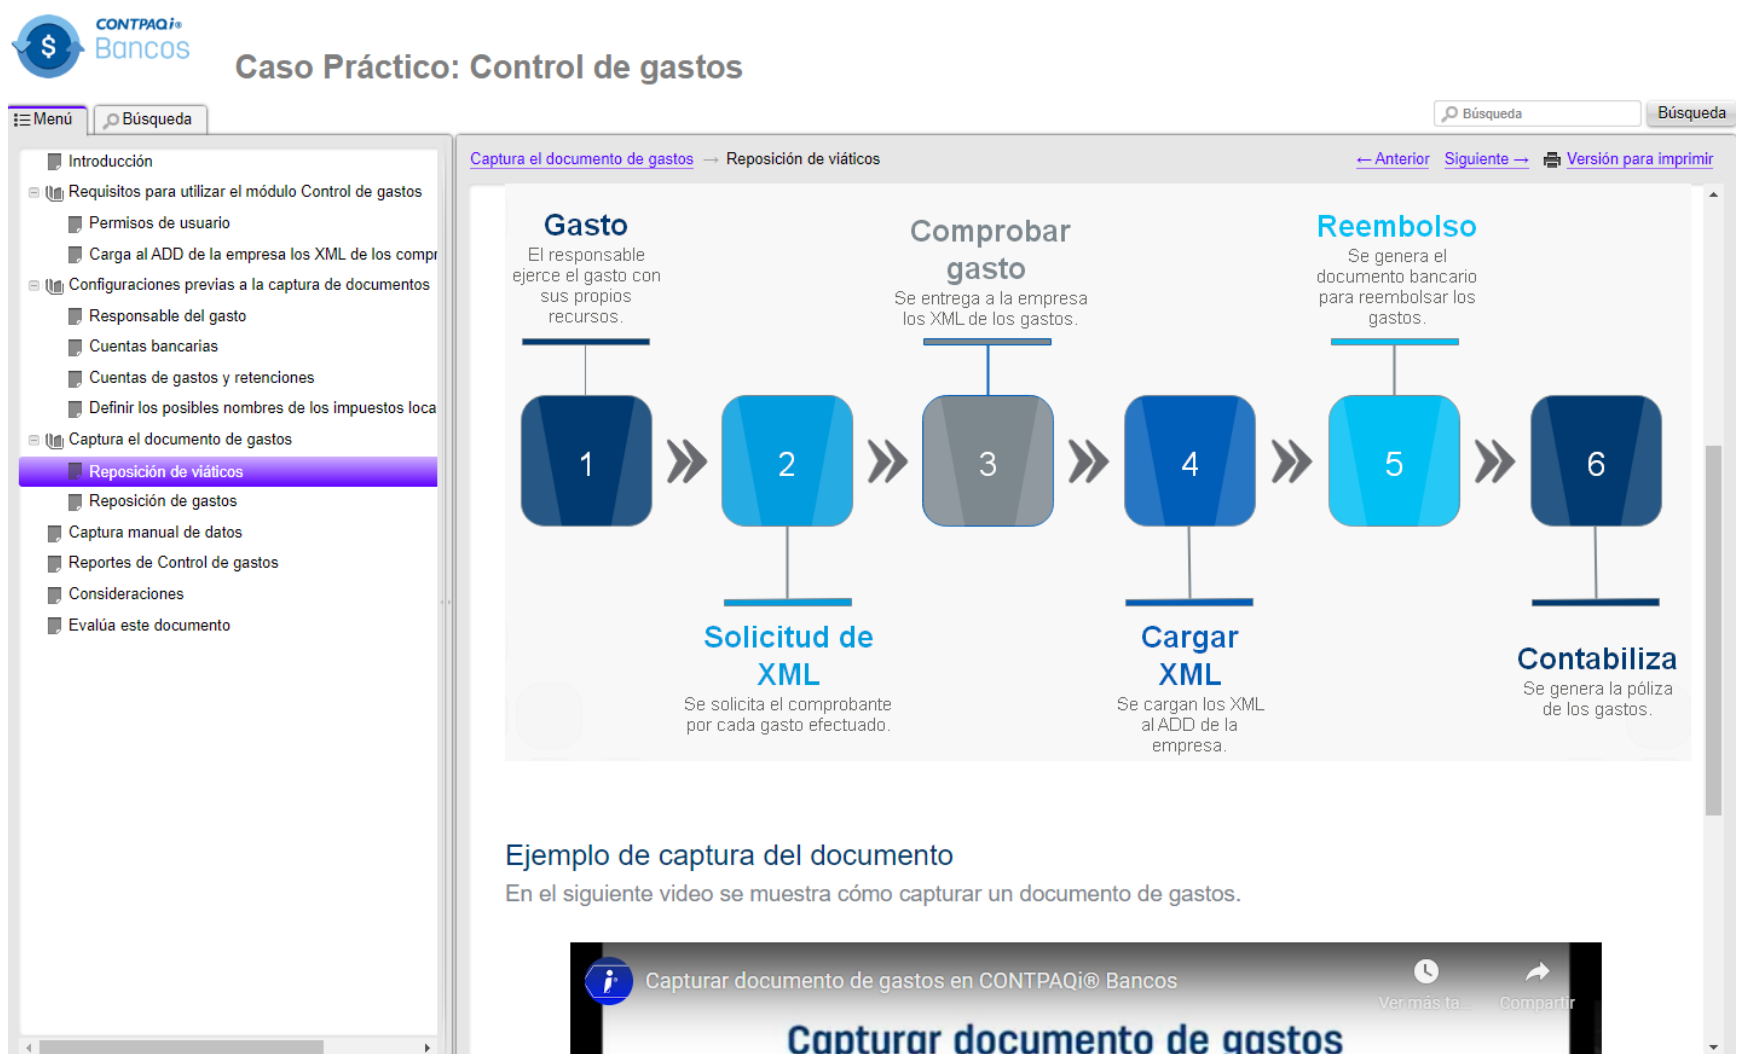 CONTPAQi®
Bancos
Caso Práctico: Control de gastos
Menú
Búsqueda
Búsqueda
Búsqueda
Introducción
Requisitos para utilizar el módulo Control de gastos
Permisos de usuario
Carga al ADD de la empresa los XML de los compr
Configuraciones previas a la captura de documentos
Responsable del gasto
Cuentas bancarias
Cuentas de gastos y retenciones
Definir los posibles nombres de los impuestos loca
Captura el documento de gastos
Reposición de viáticos
Reposición de gastos
Captura manual de datos
Reportes de Control de gastos
Consideraciones
Evalúa este documento
Captura el documento de gastos → Reposición de viáticos
← Anterior Siguiente → Versión para imprimir
Gasto
El responsable
ejerce el gasto con
sus propios
recursos.
Comprobar
gasto
Se entrega a la empresa
los XML de los gastos.
Reembolso
Se genera el
documento bancario
para reembolsar los
gastos.
1
2
3
4
5
6
Solicitud de
XML
Se solicita el comprobante
por cada gasto efectuado.
Cargar
XML
Se cargan los XML
al ADD de la
empresa.
Contabiliza
Se genera la póliza
de los gastos.
Ejemplo de captura del documento
En el siguiente video se muestra cómo capturar un documento de gastos.
Capturar documento de gastos en CONTPAQi® Bancos
Ver más ta...
Compartir
Capturar documento de gastos